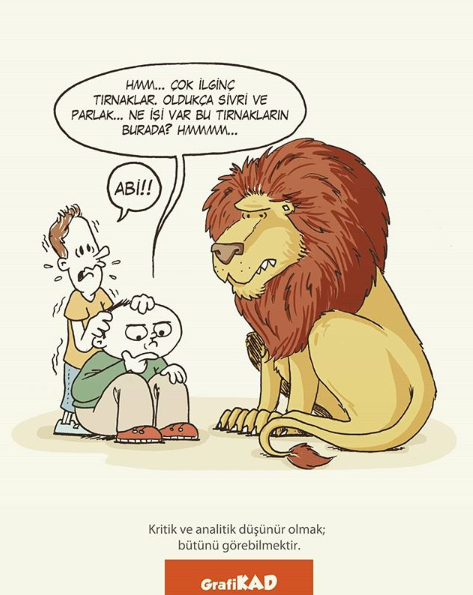 HMM... ÇOK İLGİNÇ
TIRNAKLAR. OLDUKÇA SİVRİ VE
PARLAK... NE İŞİ VAR BU TIRNAKLARIN
BURADA? HMMMM...
ABİ!!
Kritik ve analitik düşünür olmak;
bütünü görebilmektir.
GrafiKAD